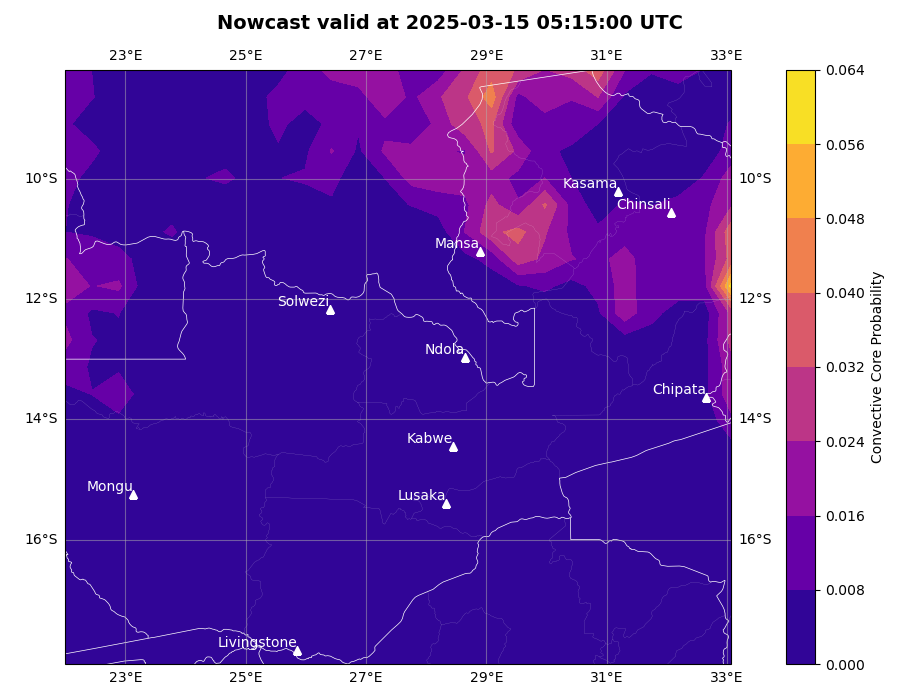 Nowcast valid at 2025-03-15 05:15:00 UTC
23°E 25°E 27°E 29°E 31°E 33°E
0.064
0.056
10°S Kasama 10°S
Chinsali
0.048
Mansa
0.040
12°S Solwezi 12°S
Ndola
0.032
Chipata
14°S 14°S
Kabwe
0.024
Mongu
Lusaka
0.016
16°S 16°S
0.008
Livingstone
0.000
23°E 25°E 27°E 29°E 31°E 33°E
Convective Core Probability